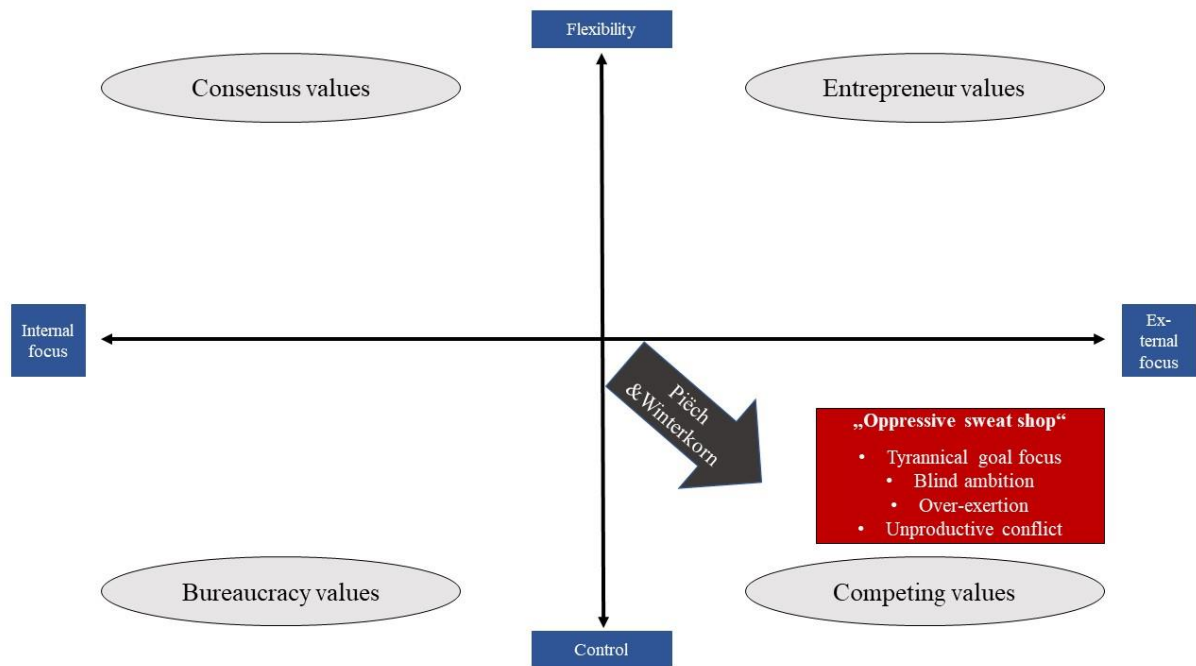 Flexibility
Consensus values
Entrepreneur values
Internal
focus
Ex-
ternal
focus
Piëch
&Winterkorn
„Oppressive sweat shop“
• Tyrannical goal focus
• Blind ambition
• Over-exertion
• Unproductive conflict
Bureaucracy values
Competing values
Control